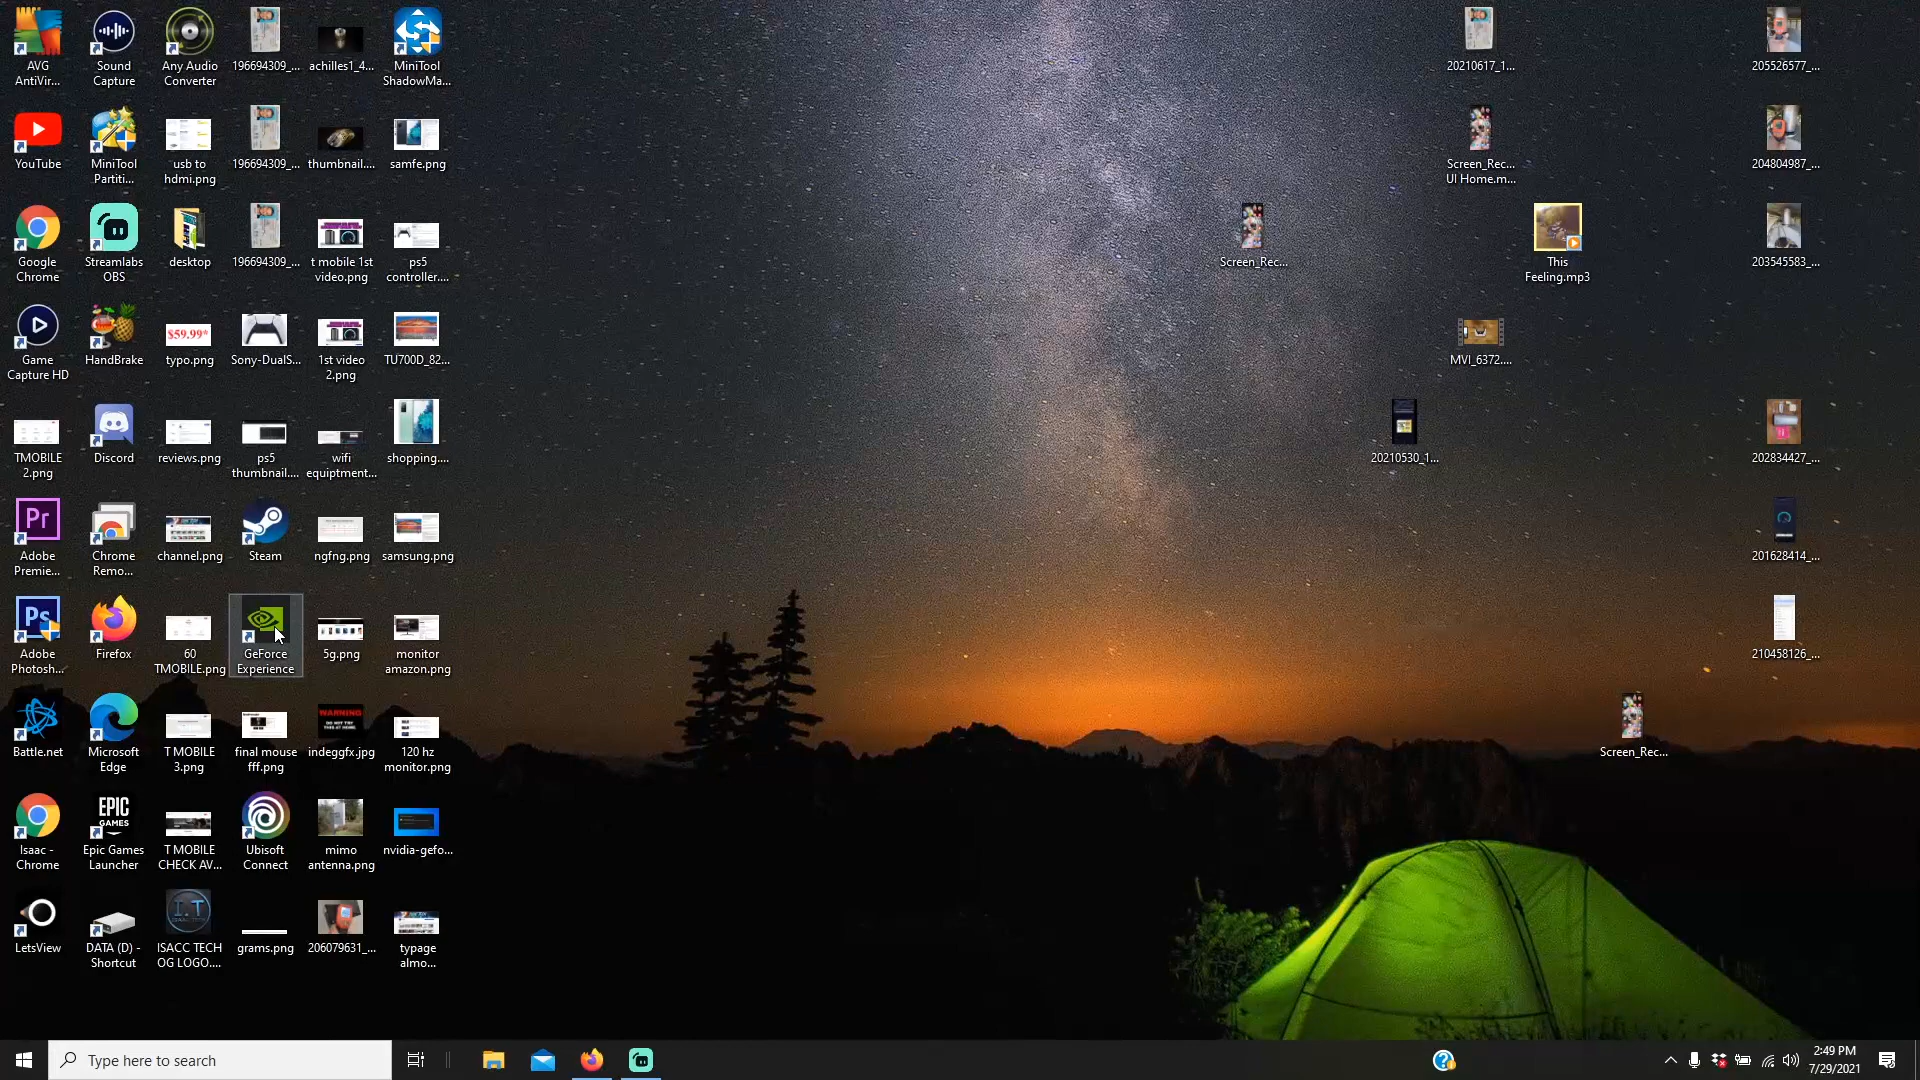 AVG
AntiVir...
Sound
Capture
Any Audio
Converter
196694309_...
achilles1_4...
MiniTool
ShadowMa...
20210617_1...
205526577_...
YouTube
MiniTool
Partiti...
usb to
hdmi.png
196694309_...
thumbnail....
samfe.png
Screen_Rec...
UI Home.m...
204804987_...
Google
Chrome
Streamlabs
OBS
desktop
196694309_...
t mobile 1st
video.png
ps5
controller....
Screen_Rec...
This
Feeling.mp3
203545583_...
Game
Capture HD
HandBrake
$59.99*
typo.png
Sony-DualS...
1st video
2.png
TU700D_82...
MVI_6372....
TMOBILE
2.png
Discord
reviews.png
ps5
thumbnail....
wifi
equiptment...
shopping....
20210530_1...
202834427_...
Pr
Adobe
Premie...
Chrome
Remo...
channel.png
Steam
ngfng.png
samsung.png
201628414_...
Ps
Adobe
Photosh...
Firefox
60
TMOBILE.png
GeForce
Experience
5g.png
monitor
amazon.png
210458126_...
Battle.net
Microsoft
Edge
T MOBILE
3.png
final mouse
fff.png
WARNING
DO NOT TRY
THIS AT HOME
indeggfx.jpg
120 hz
monitor.png
Screen_Rec...
Isaac -
Chrome
EPIC
GAMES
Epic Games
Launcher
T MOBILE
CHECK AV...
Ubisoft
Connect
mimo
antenna.png
nvidia-gefo...
LetsView
DATA (D) -
Shortcut
I.T
ISACC TECH
OG LOGO....
grams.png
206079631_...
typage
almo...
Type here to search
2:49 PM
7/29/2021